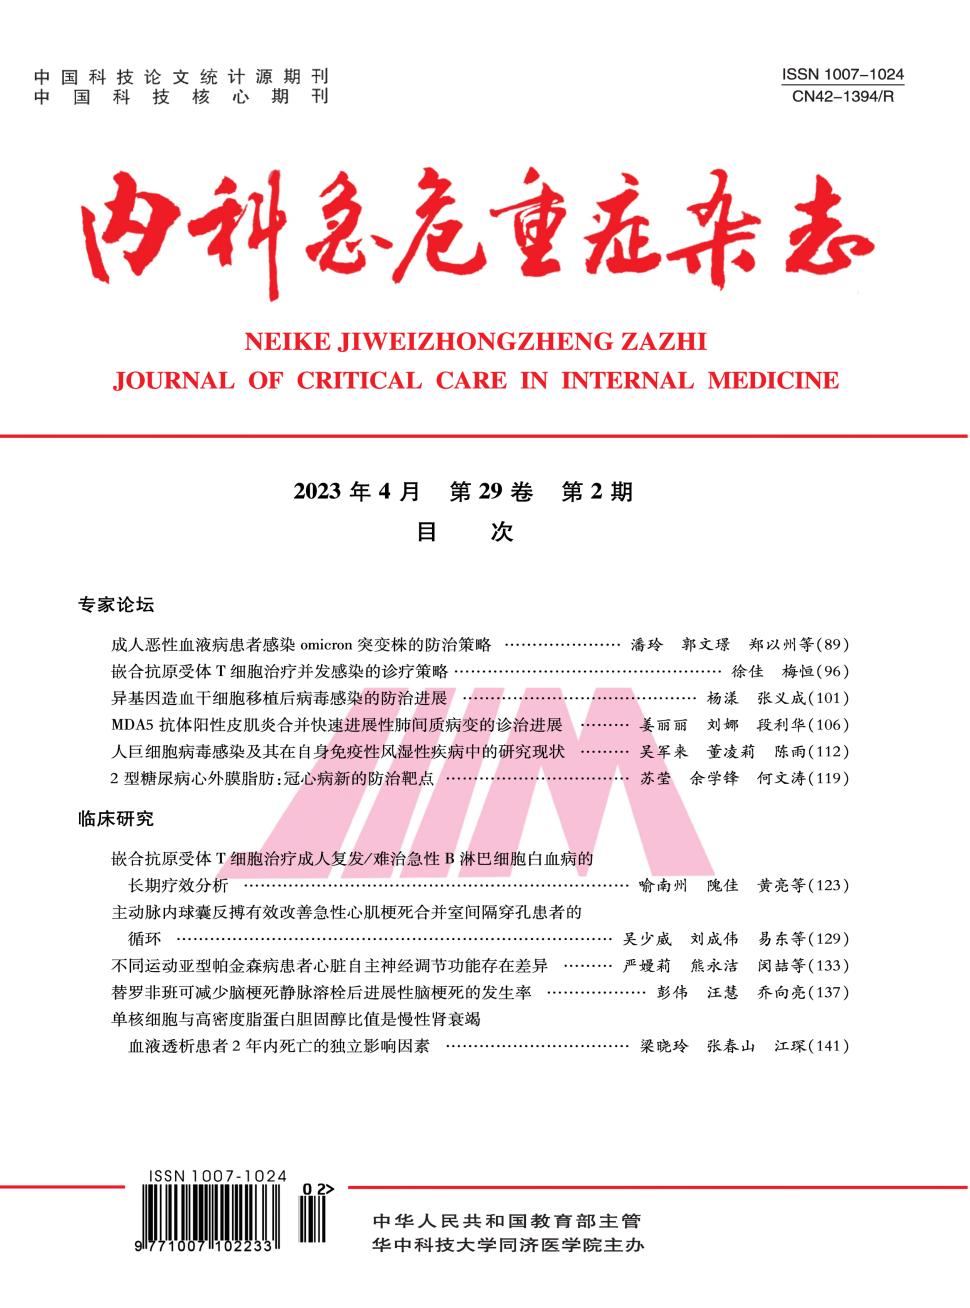 中国科技论文统计源期刊
中国科技核心期刊
ISSN 1007-1024
CN42-1394/R
内科急危重症杂志
NEIKE JIWEIZHONGZHENG ZAZHI
JOURNAL OF CRITICAL CARE IN INTERNAL MEDICINE
2023 年 4 月 第 29 卷 第 2 期
目 次
专家论坛
成人恶性血液病患者感染 omicron 突变株的防治策略 …………………… 潘玲 郭文璟 郑以州等(89)
嵌合抗原受体 T 细胞治疗并发感染的诊疗策略 ………………………………………… 徐佳 梅恒(96)
异基因造血干细胞移植后病毒感染的防治进展 …………………………………… 杨漾 张义成(101)
MDA5 抗体阳性皮肌炎合并快速进展性肺间质病变的诊治进展 ……… 姜丽丽 刘娜 段利华(106)
人巨细胞病毒感染及其在自身免疫性风湿性疾病中的研究现状 ……… 吴军来 董凌莉 陈雨(112)
2 型糖尿病心外膜脂肪:冠心病新的防治靶点 ………………………… 苏莹 余学锋 何文涛(119)
临床研究
嵌合抗原受体 T 细胞治疗成人复发/难治急性 B 淋巴细胞白血病的
长期疗效分析 …………………………………………………………… 喻南州 隗佳 黄亮等(123)
主动脉内球囊反搏有效改善急性心肌梗死合并室间隔穿孔患者的
循环 …………………………………………………………………… 吴少威 刘成伟 易东等(129)
不同运动亚型帕金森病患者心脏自主神经调节功能存在差异 ……… 严嫚莉 熊永洁 闵喆等(133)
替罗非班可减少脑梗死静脉溶栓后进展性脑梗死的发生率 ……………… 彭伟 汪慧 乔向亮(137)
单核细胞与高密度脂蛋白胆固醇比值是慢性肾衰竭
血液透析患者 2 年内死亡的独立影响因素 …………………………… 梁晓玲 张春山 江琛(141)
JIM
ISSN 1007-1024
02>
9 771007 102233
中华人民共和国教育部主管
华中科技大学同济医学院主办